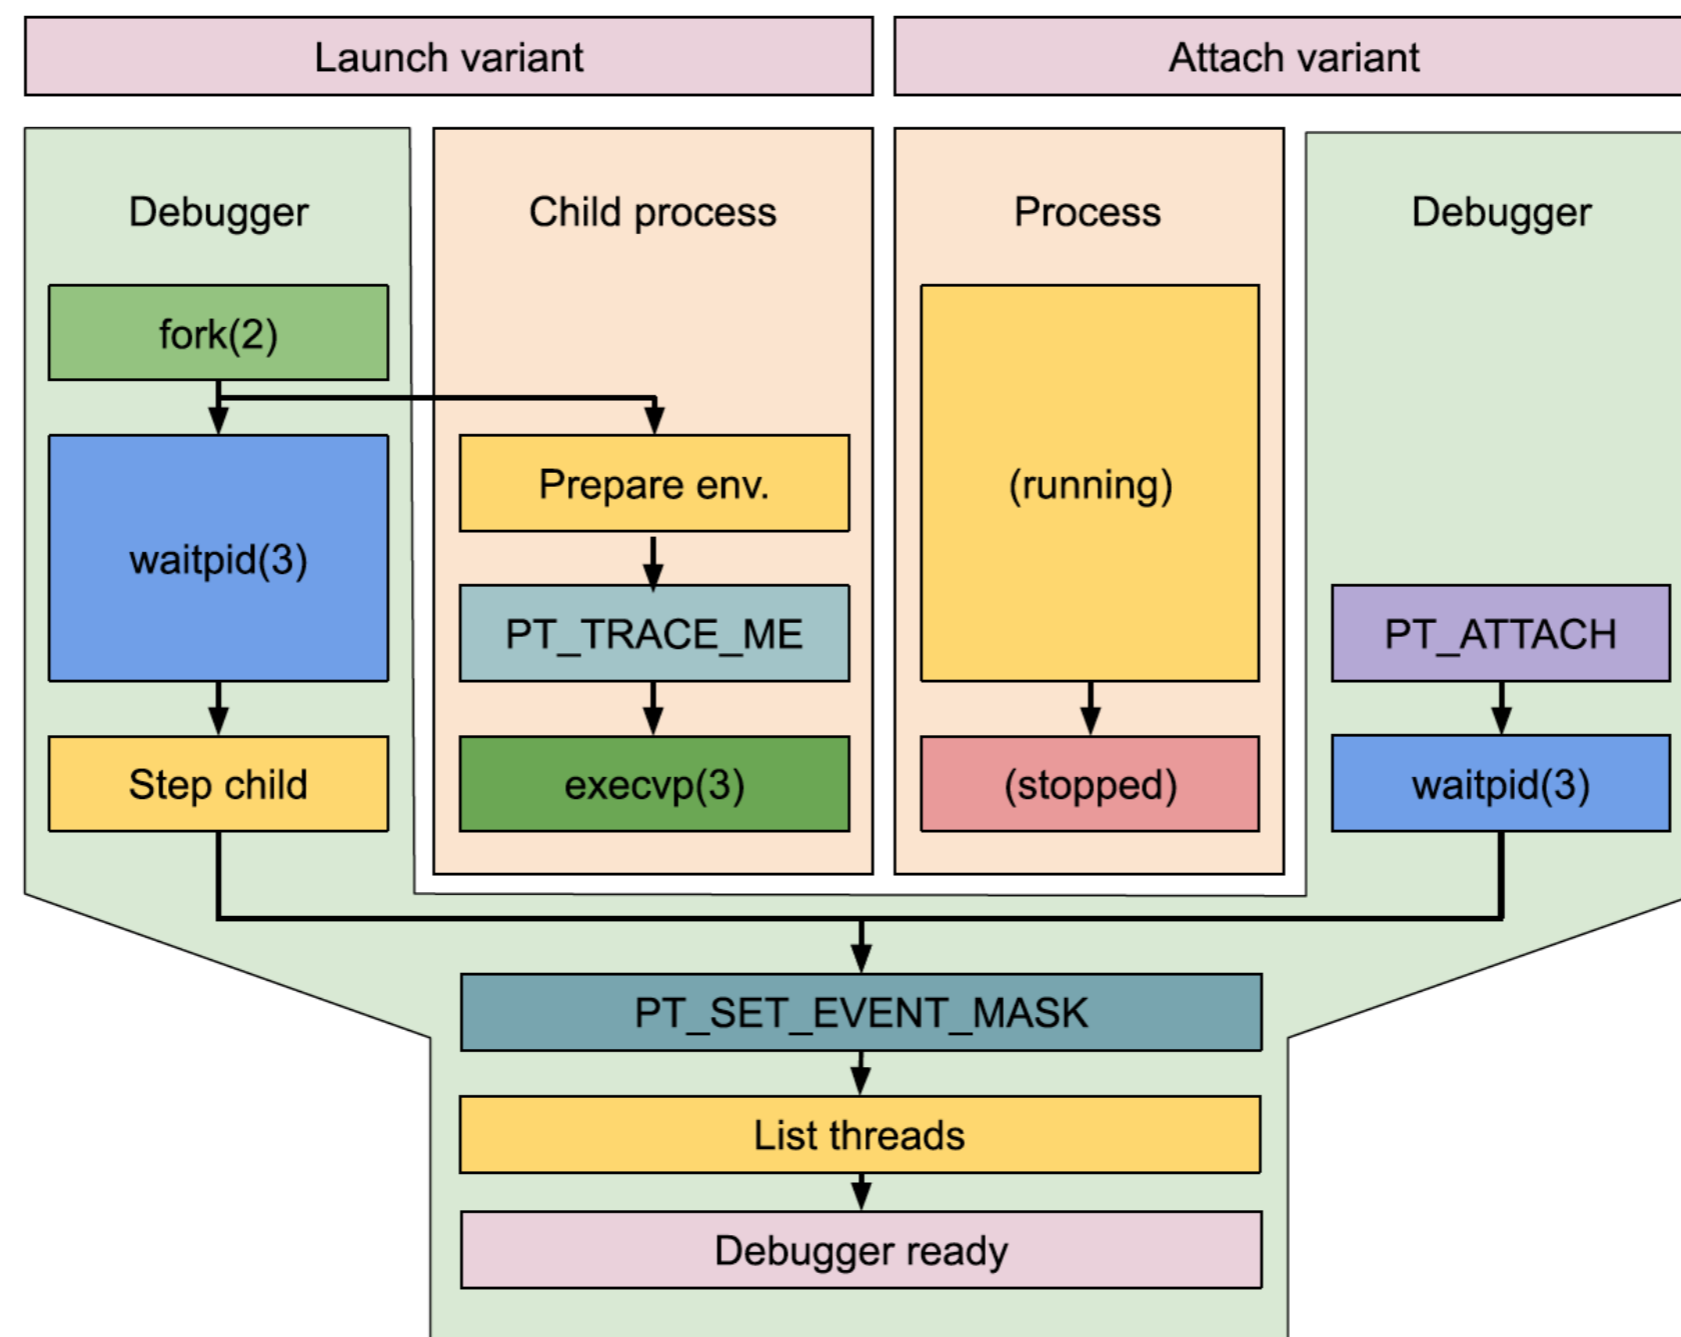 Launch variant
Attach variant
Debugger
Child process
Process
Debugger
fork(2)
waitpid(3)
Prepare env.
(running)
PT_TRACE_ME
PT_ATTACH
Step child
execvp(3)
(stopped)
waitpid(3)
PT_SET_EVENT_MASK
List threads
Debugger ready